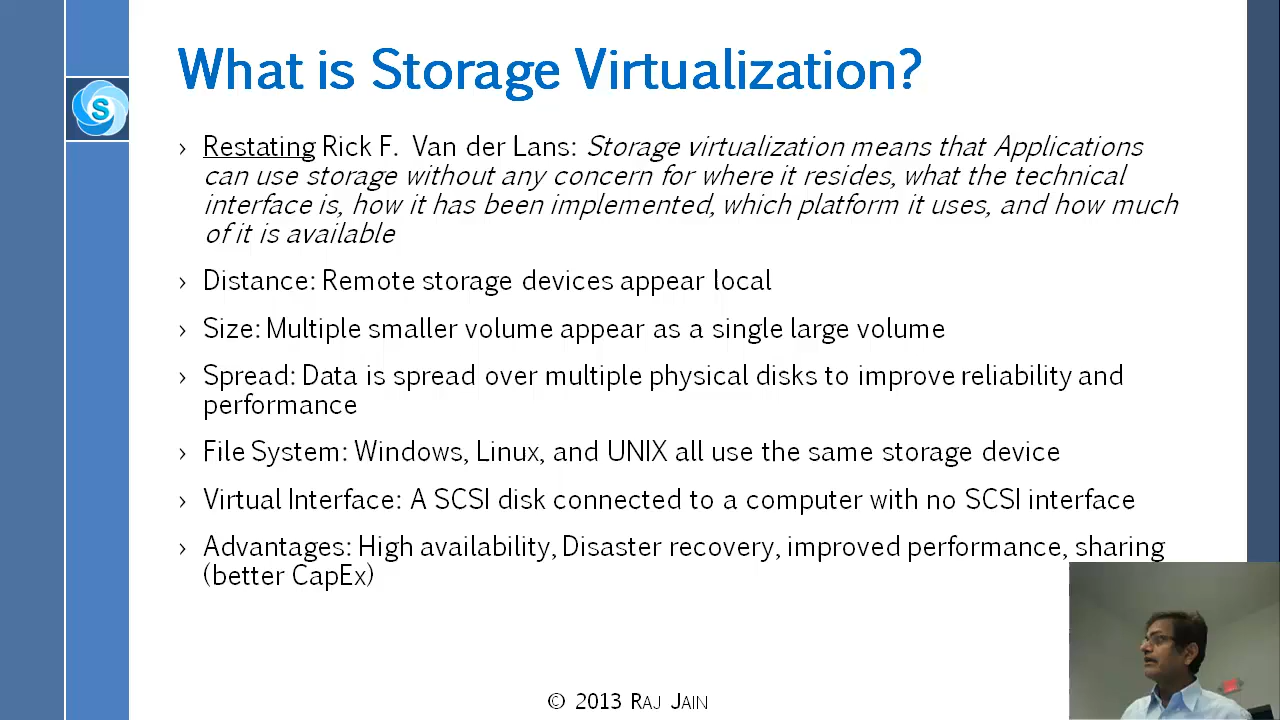 What is Storage Virtualization?
S
› Restating Rick F. Van der Lans: Storage virtualization means that Applications
can use storage without any concern for where it resides, what the technical
interface is, how it has been implemented, which platform it uses, and how much
of it is available
› Distance: Remote storage devices appear local
› Size: Multiple smaller volume appear as a single large volume
› Spread: Data is spread over multiple physical disks to improve reliability and
performance
› File System: Windows, Linux, and UNIX all use the same storage device
› Virtual Interface: A SCSI disk connected to a computer with no SCSI interface
› Advantages: High availability, Disaster recovery, improved performance, sharing
(better CapEx)
© 2013 RAJ JAIN